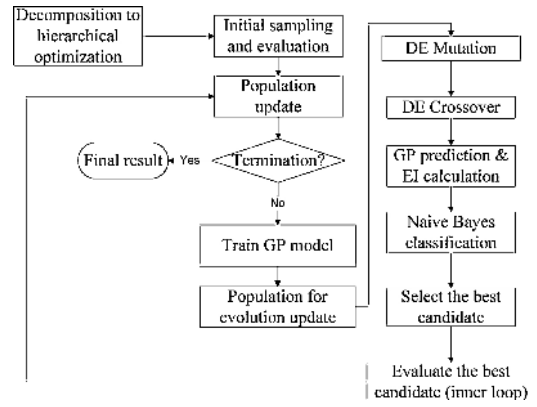 Decomposition to
hierarchical
optimization
Initial sampling
and evaluation
Population
update
Termination?
Yes
Final result
No
Train GP model
Population for
evolution update
DE Mutation
DE Crossover
GP prediction &
EI calculation
Naive Bayes
classification
Select the best
candidate
Evaluate the best
candidate (inner loop)